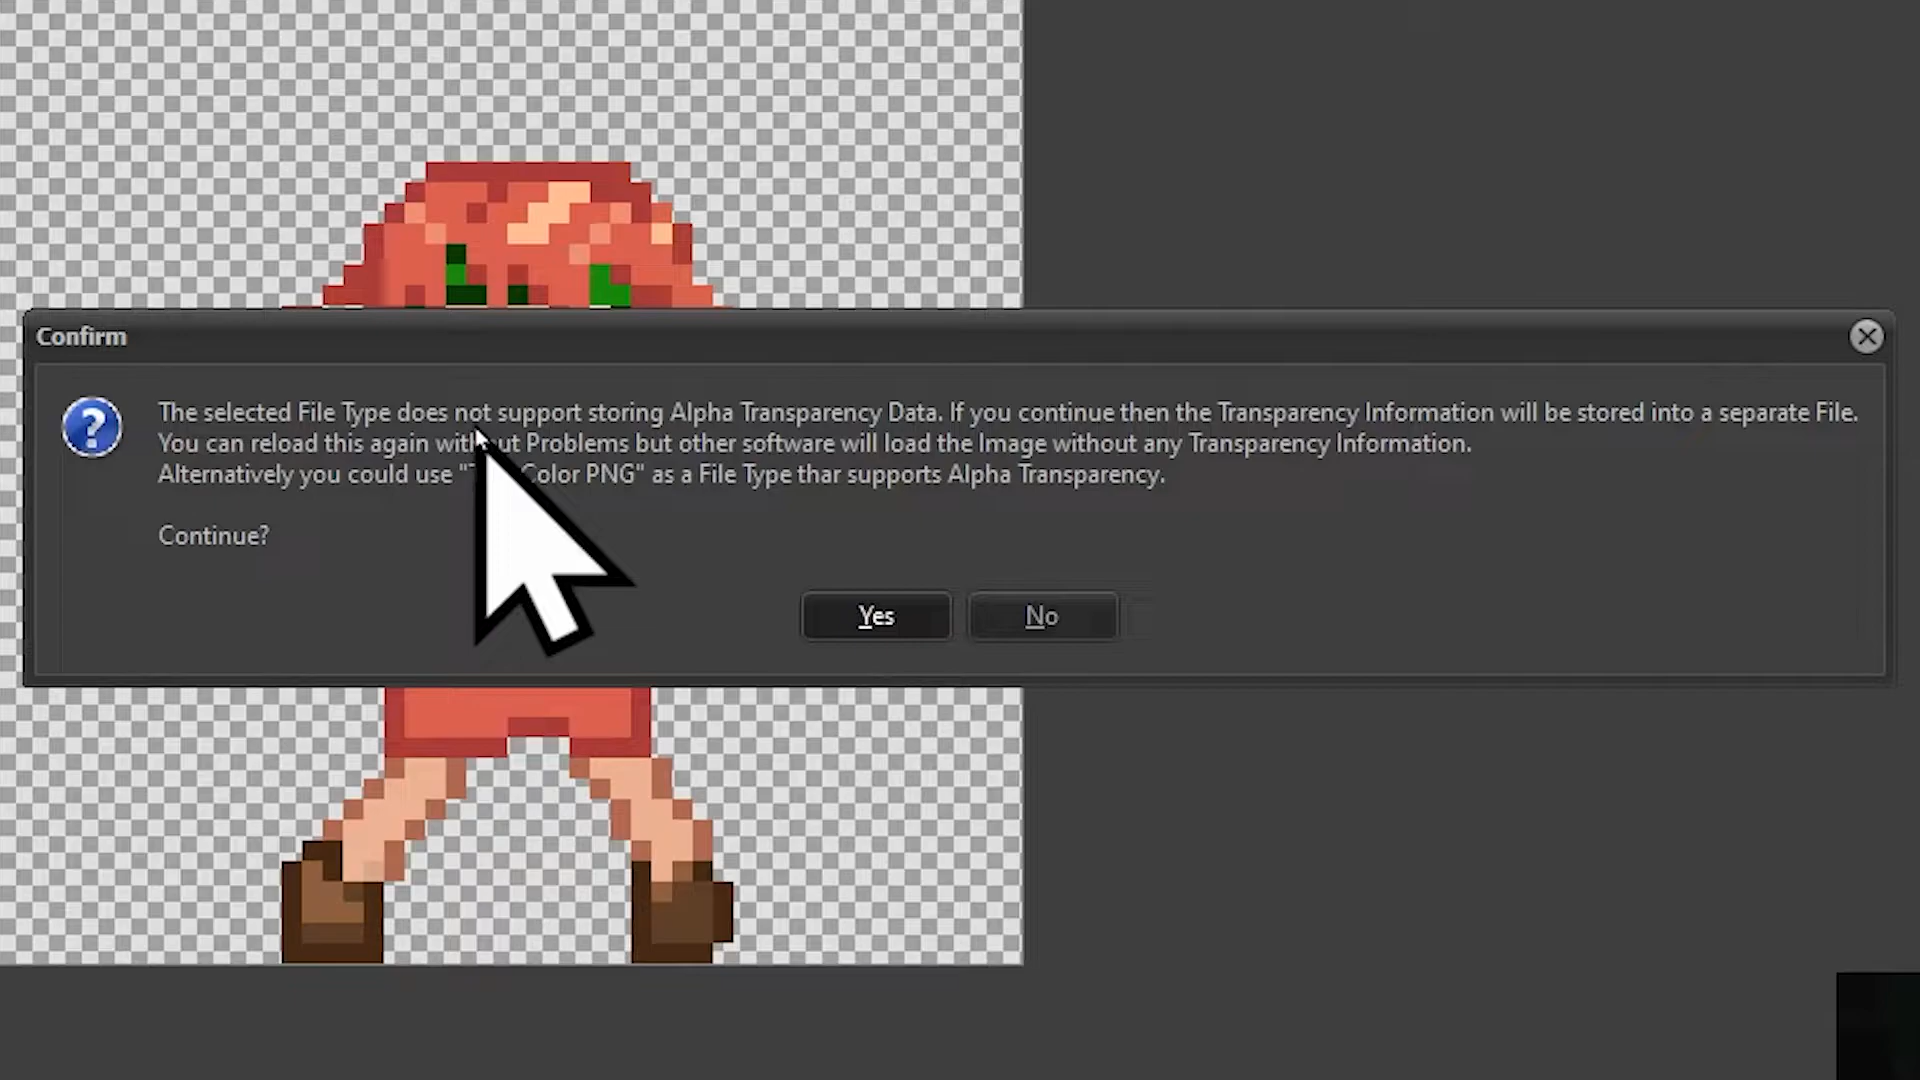 Confirm
The selected File Type does not support storing Alpha Transparency Data. If you continue then the Transparency Information will be stored into a separate File.
You can reload this again without Problems but other software will load the Image without any Transparency Information.
Alternatively you could use "T Color PNG" as a File Type thar supports Alpha Transparency.
Continue?
Yes No